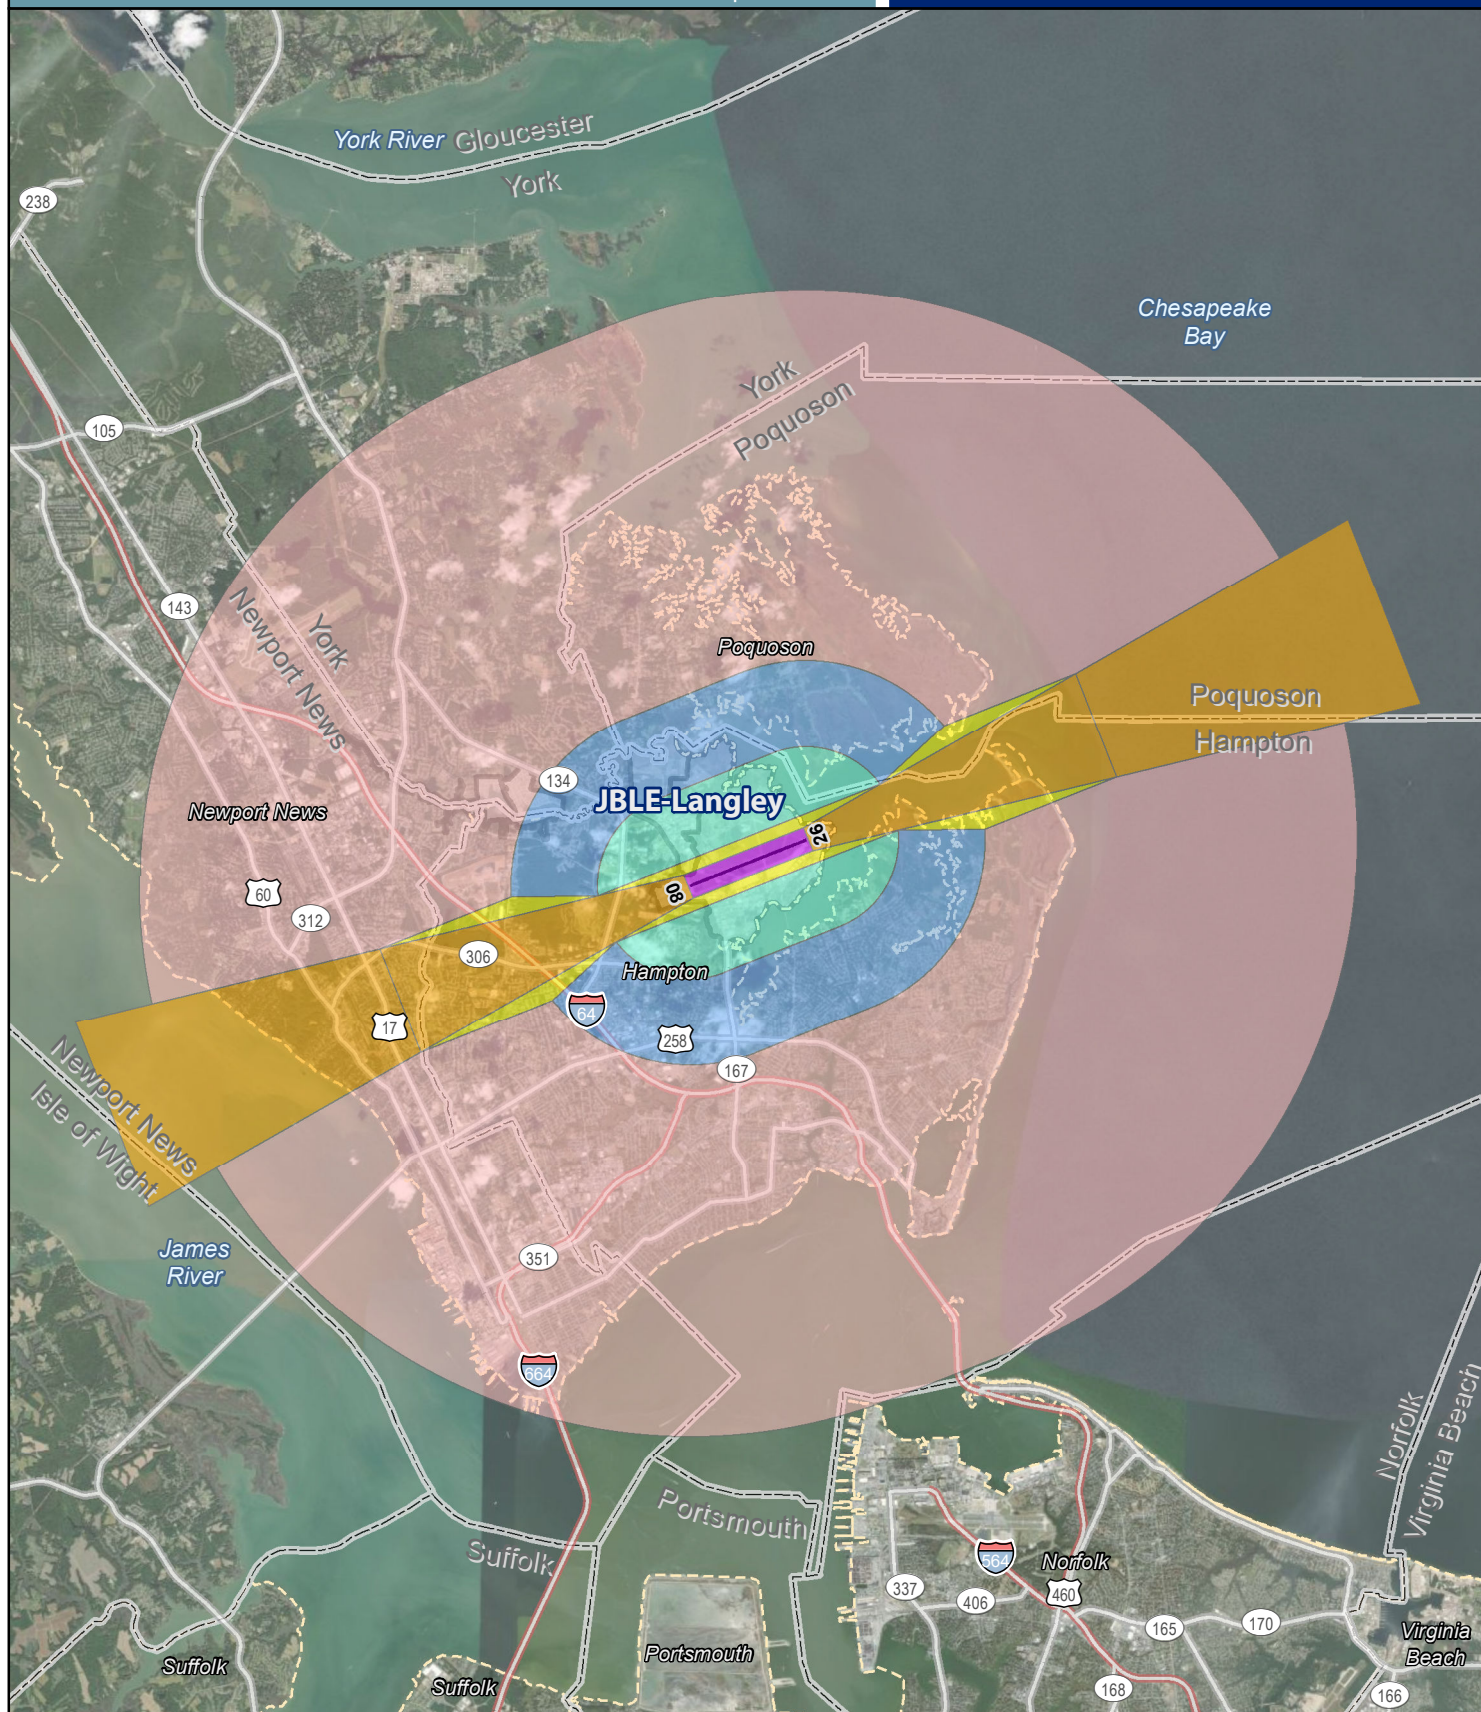 York River
Gloucester
York
238
Chesapeake
Bay
York
Poquoson
105
143
York
Newport News
Poquoson
Poquoson
Hampton
134
JBLE-Langley
Newport News
26
08
60
312
306
Hampton
64
17
258
167
Newport News
Isle of Wight
James
River
351
664
Norfolk
Virginia Beach
Portsmouth
Suffolk
564
Norfolk
337
406
460
165
170
Virginia
Beach
Portsmouth
Suffolk
Suffolk
168
166